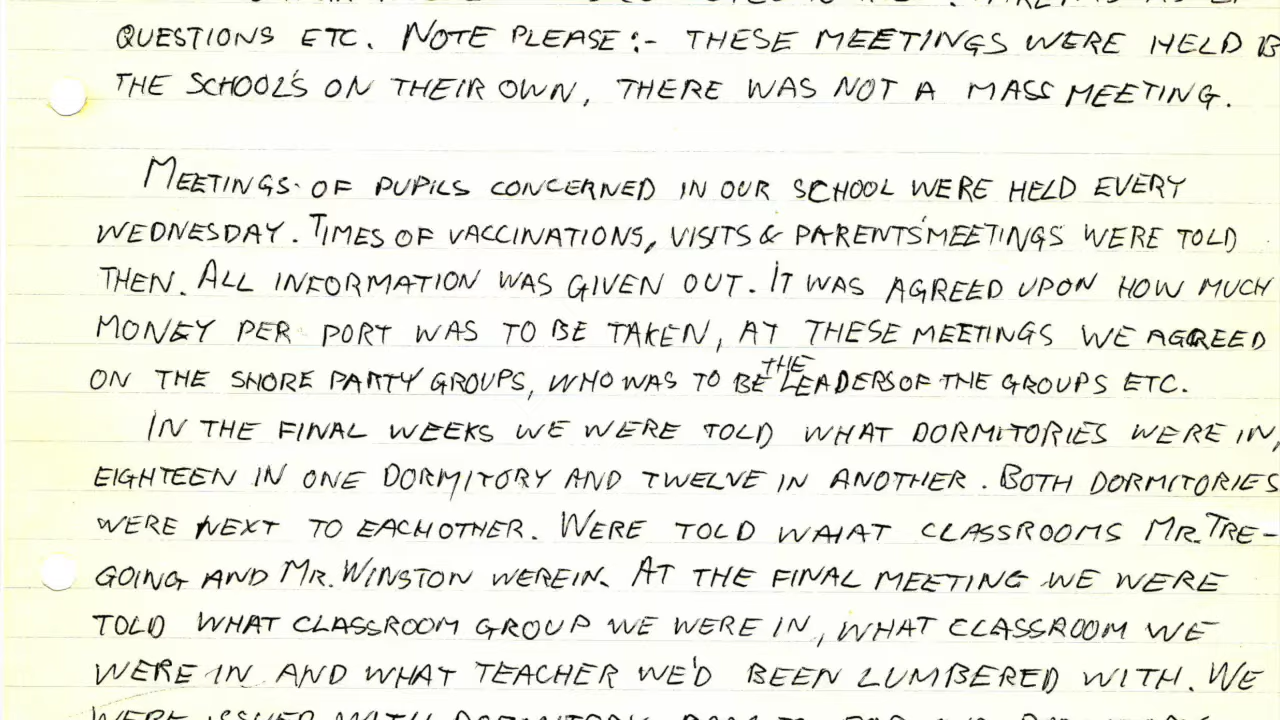 QUESTIONS ETC. NOTE PLEASE :- THESE MEETINGS WERE HELD
THE SCHOOL'S ON THEIR OWN, THERE WAS NOT A MASS MEETING.
MEETINGS OF PUPILS CONCERNED IN OUR SCHOOL WERE HELD EVERY
WEDNESDAY. TIMES OF VACCINATIONS, VISITS & PARENTS' MEETINGS WERE TOLD
THEN. ALL INFORMATION WAS GIVEN OUT. IT WAS AGREED UPON HOW MUCH
MONEY PER PORT WAS TO BE TAKEN, AT THESE MEETINGS WE AGREED
ON THE SHORE PARTY GROUPS, WHO WAS TO BE THE LEADERS OF THE GROUPS ETC.
IN THE FINAL WEEKS WE WERE TOLD WHAT DORMITORIES WERE IN,
EIGHTEEN IN ONE DORMITORY AND TWELVE IN ANOTHER. BOTH DORMITORIES
WERE NEXT TO EACHOTHER. WERE TOLD WHAT CLASSROOMS MR. TRE-
GOING AND MR. WINSTON WERE IN. AT THE FINAL MEETING WE WERE
TOLD WHAT CLASSROOM GROUP WE WERE IN, WHAT CLASSROOM WE
WERE IN AND WHAT TEACHER WE'D BEEN LUMBERED WITH. WE
WERE ISSUED WITH DORMITORY